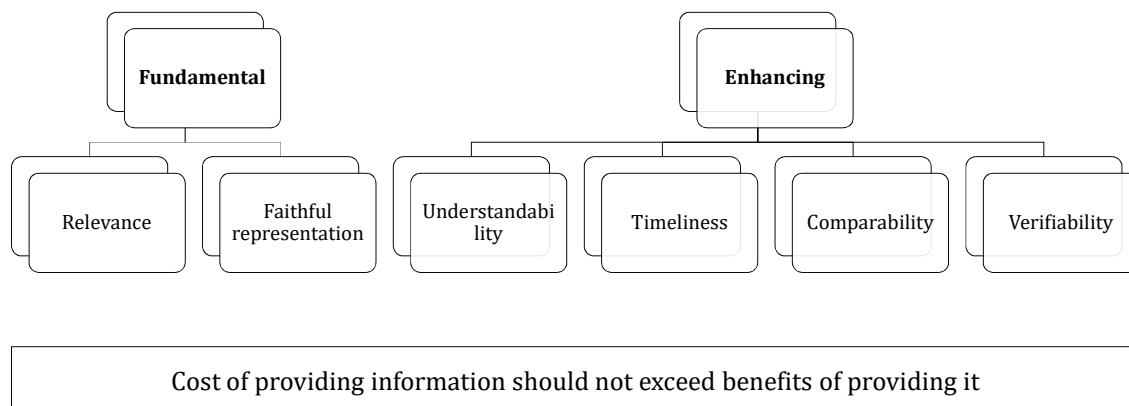 Fundamental
Enhancing
Relevance
Faithful
representation
Understandabi
lity
Timeliness
Comparability
Verifiability
Cost of providing information should not exceed benefits of providing it